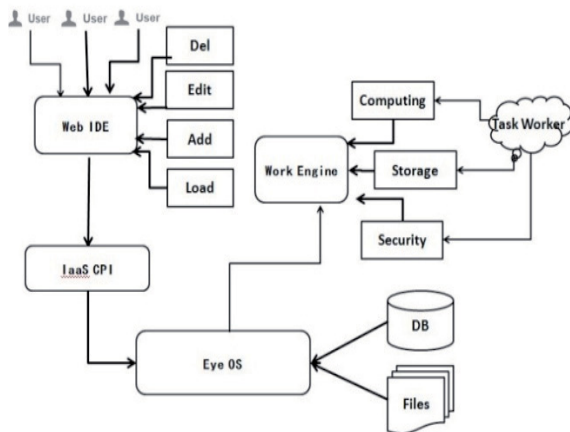 User
User
User
Del
Edit
Web IDE
Add
Load
Computing
Task Worker
Work Engine
Storage
Security
IaaS CPI
Eye OS
DB
Files